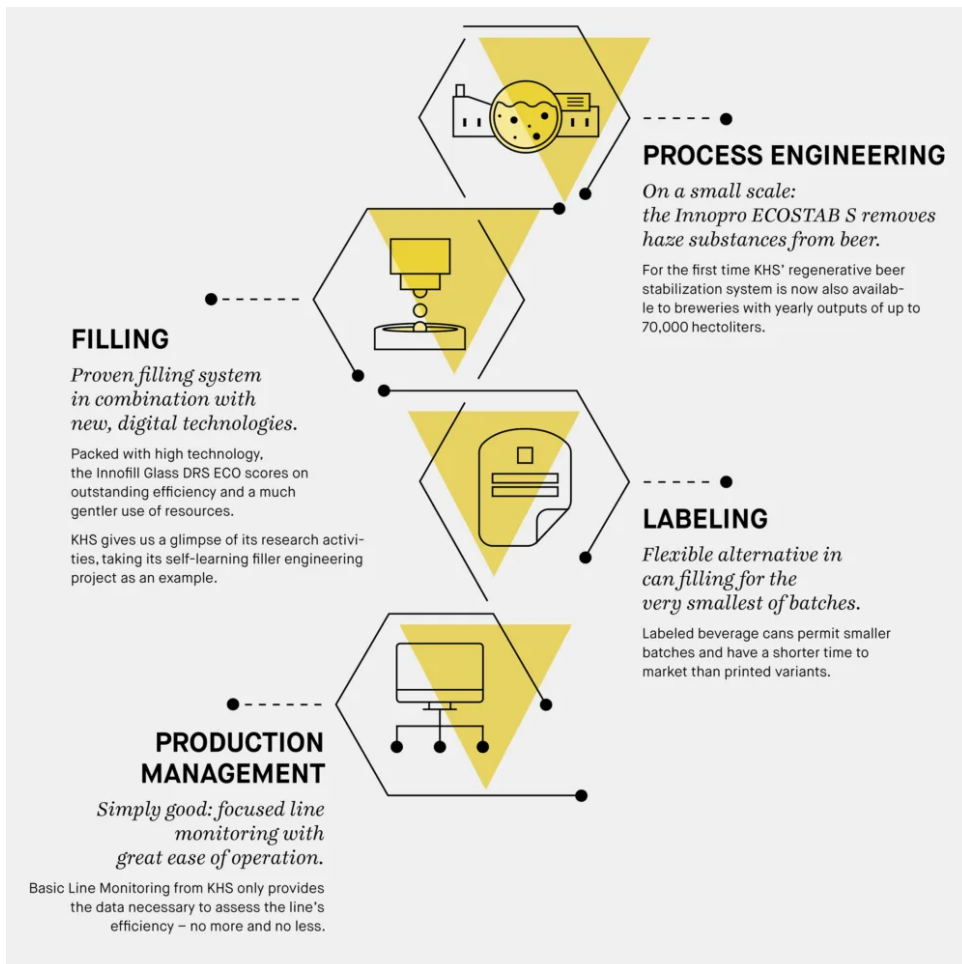 PROCESS ENGINEERING
On a small scale:
the Innopro ECOSTAB S removes
haze substances from beer.
For the first time KHS’ regenerative beer
stabilization system is now also availab-
le to breweries with yearly outputs of up to
70,000 hectoliters.
FILLING
Proven filling system
in combination with
new, digital technologies.
Packed with high technology,
the Innofill Glass DRS ECO scores on
outstanding efficiency and a much
gentler use of resources.
KHS gives us a glimpse of its research activi-
ties, taking its self-learning filler engineering
project as an example.
LABELING
Flexible alternative in
can filling for the
very smallest of batches.
Labeled beverage cans permit smaller
batches and have a shorter time to
market than printed variants.
PRODUCTION
MANAGEMENT
Simply good: focused line
monitoring with
great ease of operation.
Basic Line Monitoring from KHS only provides
the data necessary to assess the line’s
efficiency – no more and no less.